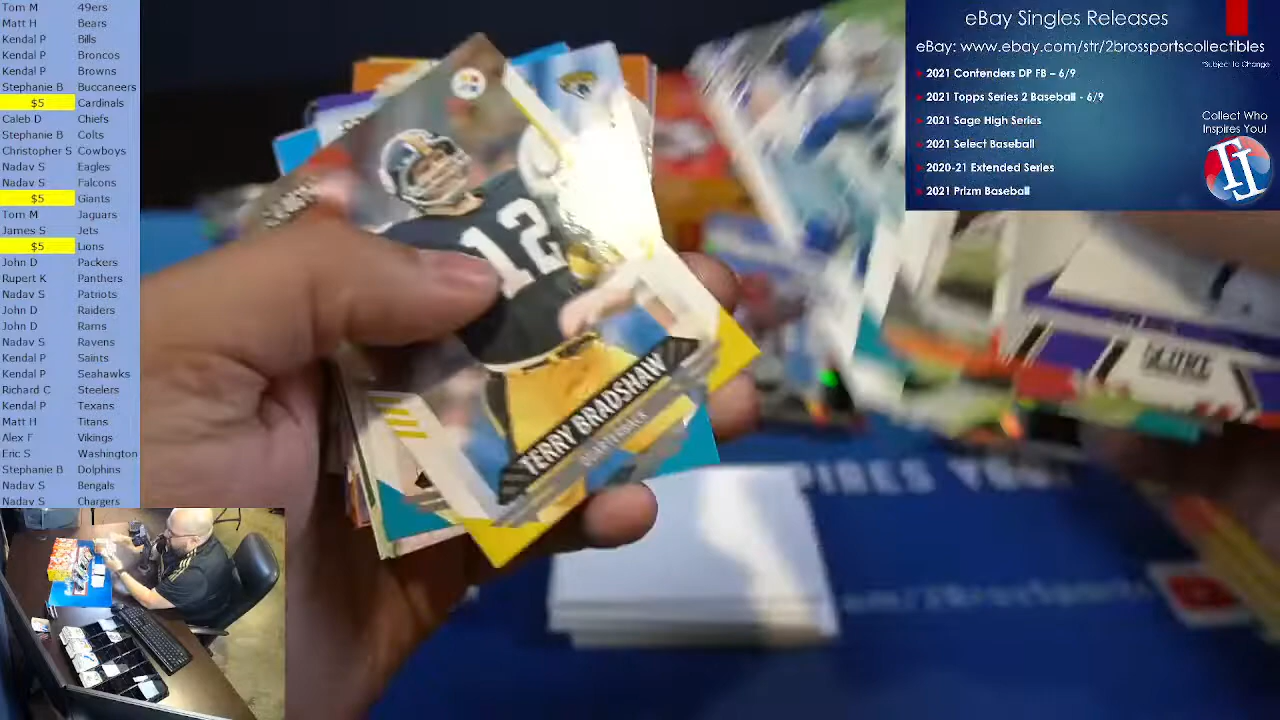 Tom M 49ers
Matt H Bears
Kendal P Bills
Kendal P Broncos
Kendal P Browns
Stephanie B Buccaneers
$5 Cardinals
Caleb D Chiefs
Stephanie B Colts
Christopher S Cowboys
Nadav S Eagles
Nadav S Falcons
$5 Giants
Tom M Jaguars
James S Jets
$5 Lions
John D Packers
Rupert K Panthers
Nadav S Patriots
John D Raiders
John D Rams
Nadav S Ravens
Kendal P Saints
Kendal P Seahawks
Richard C Steelers
Kendal P Texans
Matt H Titans
Alex F Vikings
Eric S Washington
Stephanie B Dolphins
Nadav S Bengals
Nadav S Chargers
12
TERRY BRADSHAW
QUARTERBACK
eBay Singles Releases
eBay: www.ebay.com/str/2brossportscollectibles
*Subject to Change
2021 Contenders DP FB – 6/9
2021 Topps Series 2 Baseball - 6/9
2021 Sage High Series
2021 Select Baseball
2020-21 Extended Series
2021 Prizm Baseball
Collect Who
Inspires You!
SCORE